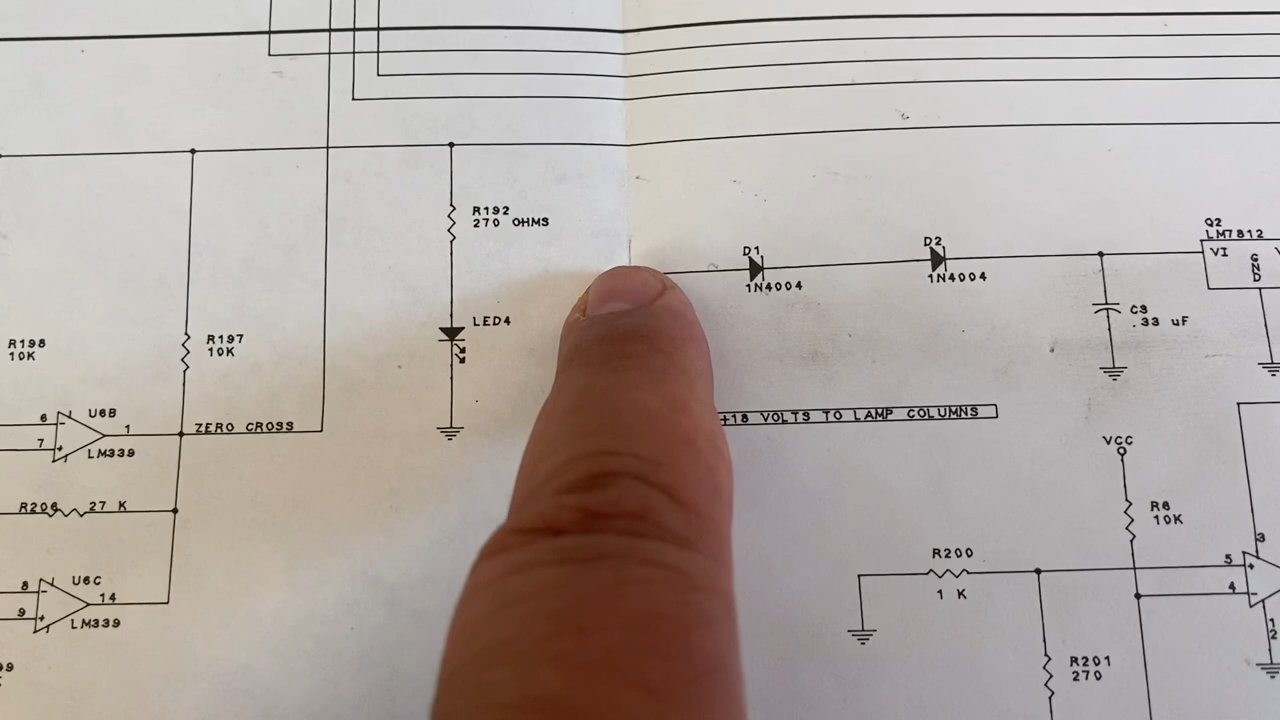 R192
270 OHMS
Q2
LM7812
D1
D2
VI
GND
1N4004
1N4004
C3
.33 uF
LED4
R198
10K
R197
10K
+18 VOLTS TO LAMP COLUMNS
6
U6B
1
ZERO CROSS
7
LM339
VCC
R206
27 K
R6
10K
3
R200
5
1 K
4
8
U6C
14
9
LM339
1
2
R201
270